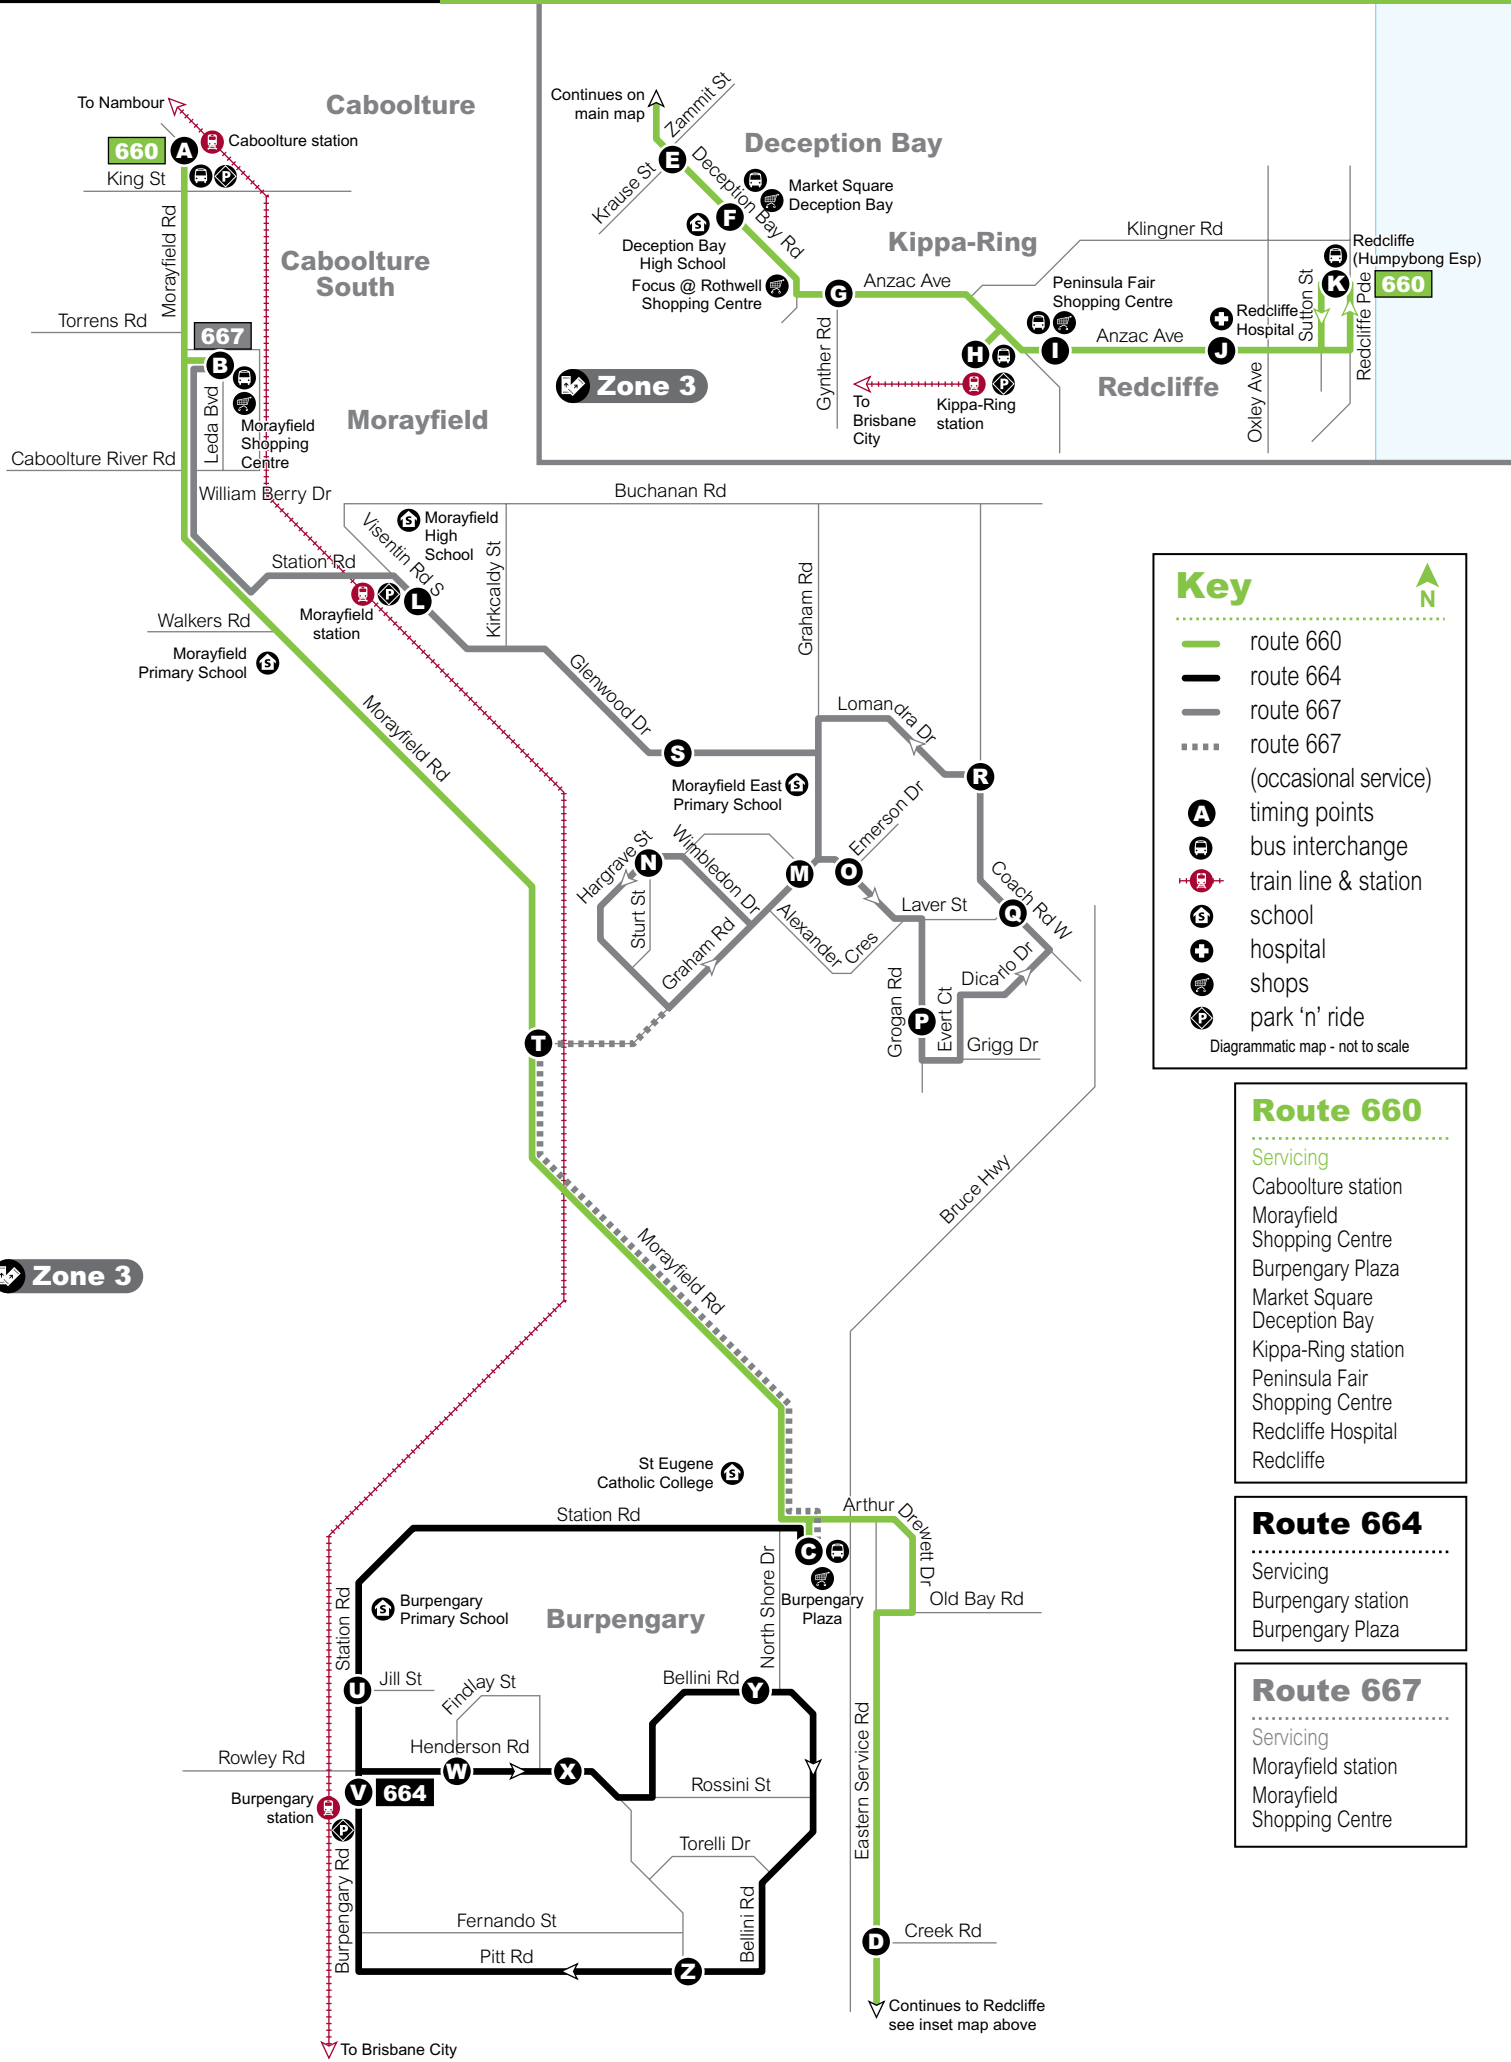 To Nambour
Caboolture
Caboolture station
660
A
King St
Morayfield Rd
Caboolture
South
Torrens Rd
667
B
Leda Bvd
Morayfield
Shopping
Centre
Morayfield
Caboolture River Rd
William Berry Dr
Continues on
main map
Zammit St
E
Krause St
Deception Bay Rd
Deception Bay
Market Square
Deception Bay
F
Deception Bay
High School
Focus @ Rothwell
Shopping Centre
Kippa-Ring
G
Anzac Ave
Gynther Rd
Klingner Rd
Peninsula Fair
Shopping Centre
H
I
Anzac Ave
To
Brisbane
City
Kippa-Ring
station
Redcliffe
Redcliffe
Hospital
J
Oxley Ave
Sutton St
Redcliffe
(Humpybong Esp)
K
660
Redcliffe Pde
Zone 3
Buchanan Rd
Visentin Rd S
Morayfield
High
School
Kirkcaldy St
Station Rd
Graham Rd
L
Morayfield
station
Walkers Rd
Morayfield
Primary School
Glenwood Dr
Morayfield Rd
Lomandra Dr
S
R
Morayfield East
Primary School
Emerson Dr
Hargrave St
N
Wimbledon Dr
M
O
Coach Rd W
Sturt St
Laver St
Q
Alexander Cres
Graham Rd
Dicarlo Dr
Grogan Rd
P
Evert Ct
Grigg Dr
T
Bruce Hwy
Morayfield Rd
Zone 3
St Eugene
Catholic College
Station Rd
Arthur Drewett Dr
C
Burpengary
Plaza
North Shore Dr
Old Bay Rd
Station Rd
Burpengary
Primary School
Burpengary
U
Jill St
Findlay St
Bellini Rd
Y
Rowley Rd
Henderson Rd
W
X
V
664
Burpengary
station
Rossini St
Eastern Service Rd
Torelli Dr
Burpengary Rd
Bellini Rd
Fernando St
D
Creek Rd
Pitt Rd
Z
Continues to Redcliffe
see inset map above
To Brisbane City
Key
N
route 660
route 664
route 667
route 667
(occasional service)
A
timing points
bus interchange
train line & station
school
hospital
shops
park ‘n’ ride
Diagrammatic map - not to scale
Route 660
Servicing
Caboolture station
Morayfield
Shopping Centre
Burpengary Plaza
Market Square
Deception Bay
Kippa-Ring station
Peninsula Fair
Shopping Centre
Redcliffe Hospital
Redcliffe
Route 664
Servicing
Burpengary station
Burpengary Plaza
Route 667
Servicing
Morayfield station
Morayfield
Shopping Centre